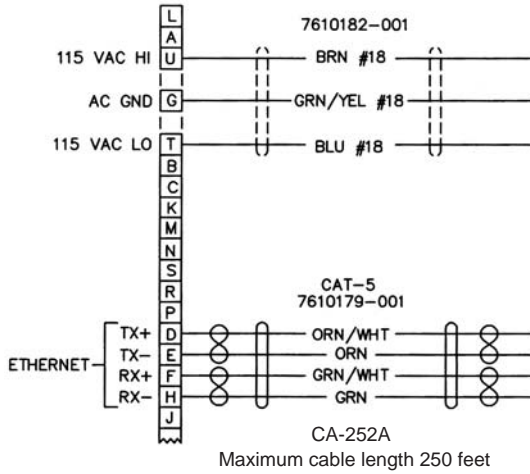 L
7610182-001
A
115 VAC HI U BRN #18
AC GND G GRN/YEL #18
115 VAC LO T BLU #18
B
C
K
M
N
S
R
CAT-5
P 7610179-001
TX+ D ORN/WHT
TX- E ORN
ETHERNET
RX+ F GRN/WHT
RX- H GRN
J
CA-252A
Maximum cable length 250 feet